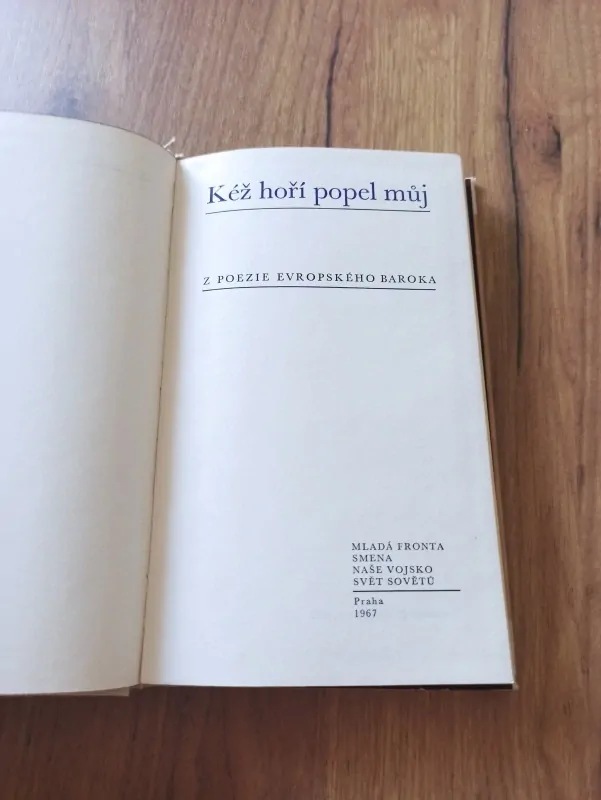 Kéž hoří popel můj
Z POEZIE EVROPSKÉHO BAROKA
MLADÁ FRONTA
SMENA
NAŠE VOJSKO
SVĚT SOVĚTŮ
Praha
1967